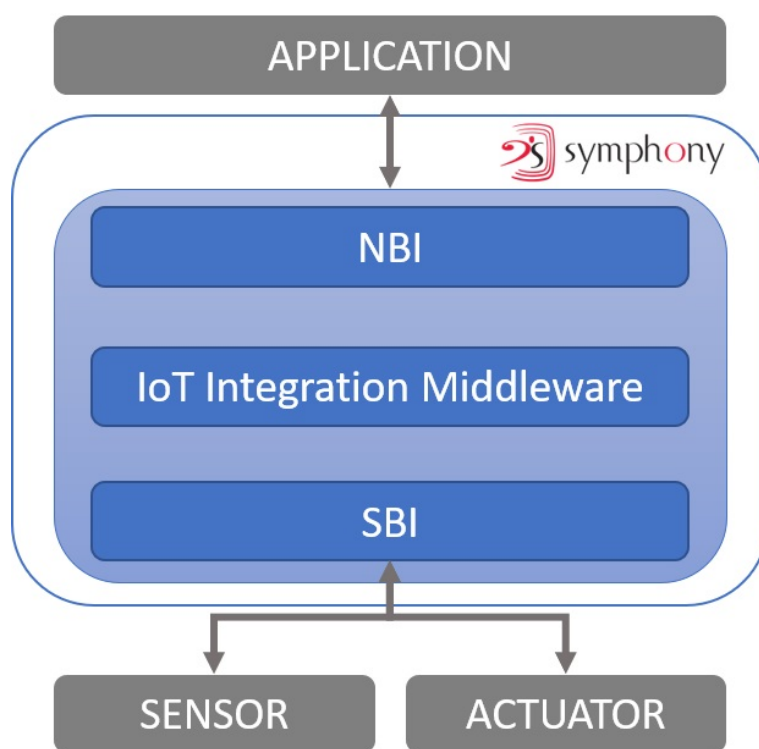 APPLICATION
symphony
NBI
IoT Integration Middleware
SBI
SENSOR
ACTUATOR